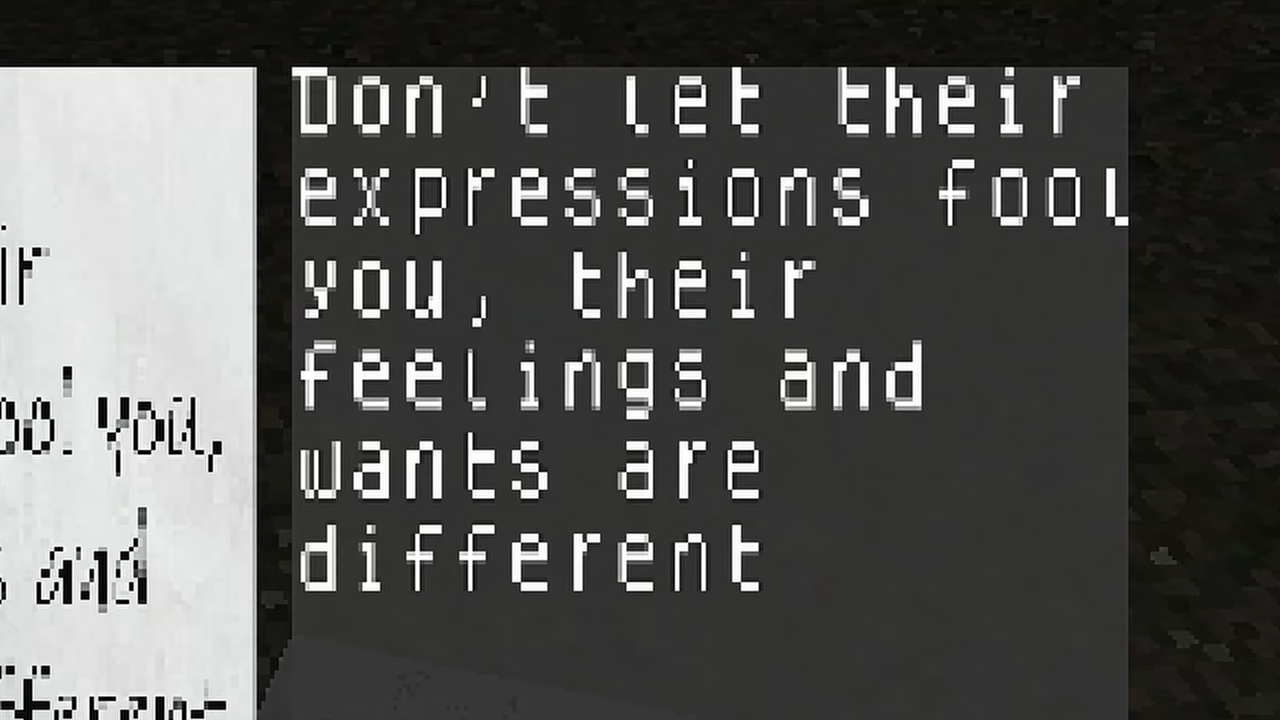 Don't let their
expressions fool
you, their
feelings and
wants are
different
you,
and